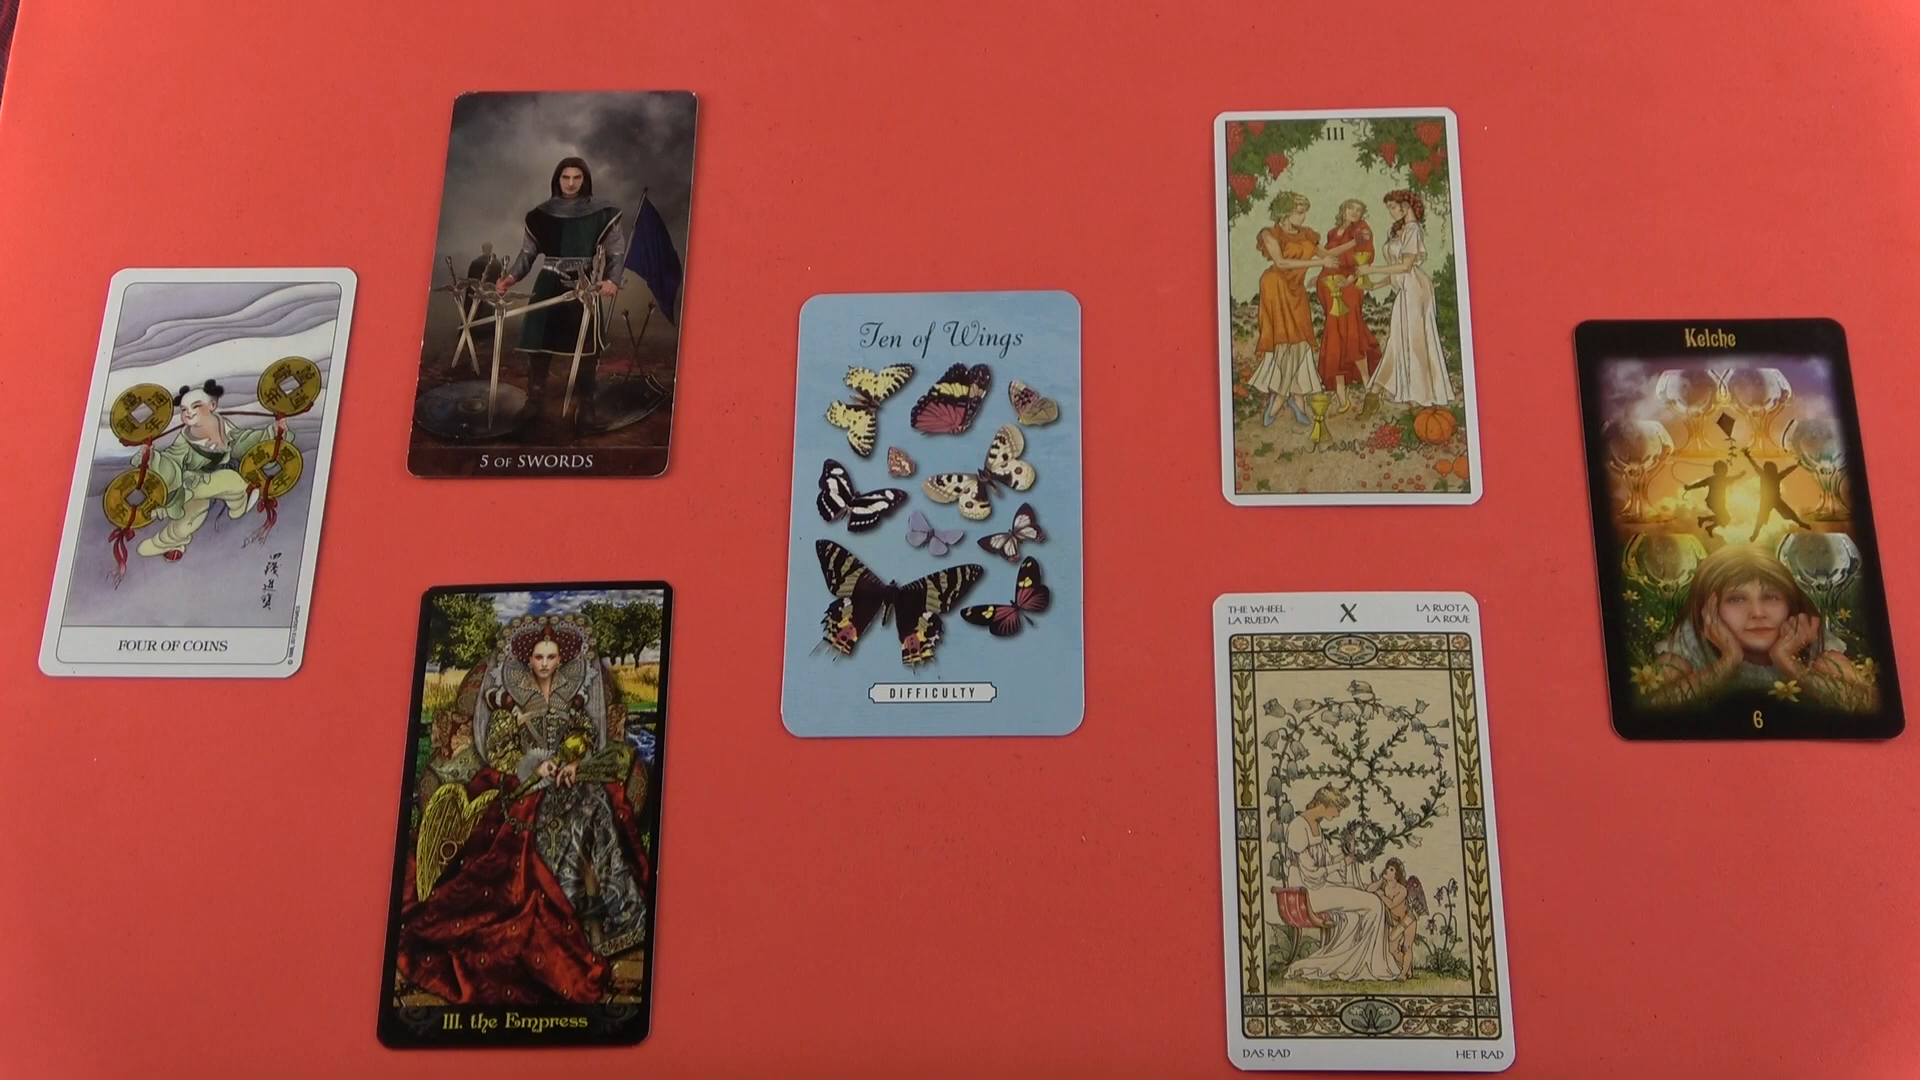 FOUR OF COINS
5 OF SWORDS
III. the Empress
Ten of Wings
DIFFICULTY
III
THE WHEEL
LA RUEDA
X
LA RUOTA
LA ROUE
DAS RAD
HET RAD
Kelche
6